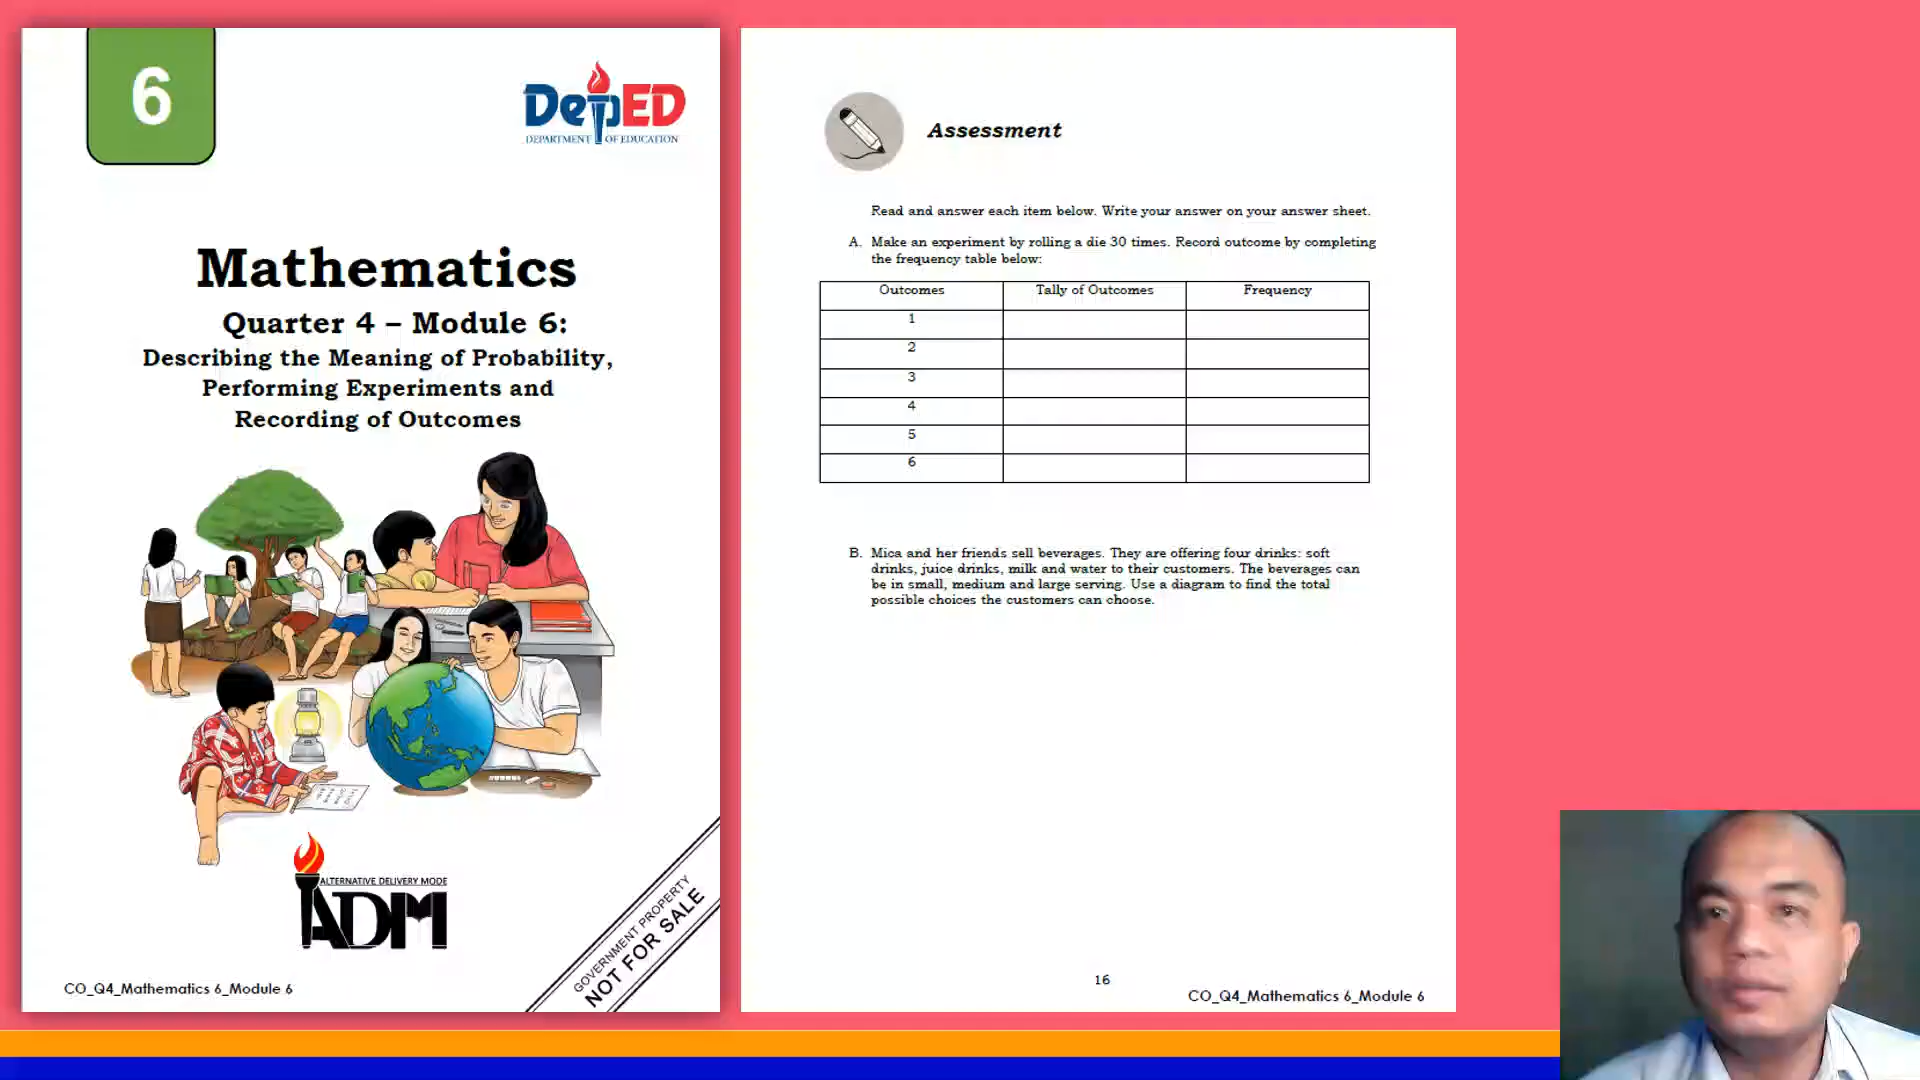 6
DepED
DEPARTMENT OF EDUCATION
Mathematics
Quarter 4 – Module 6:
Describing the Meaning of Probability,
Performing Experiments and
Recording of Outcomes
ALTERNATIVE DELIVERY MODE
ADM
GOVERNMENT PROPERTY
NOT FOR SALE
CO_Q4_Mathematics 6_Module 6
Assessment
Read and answer each item below. Write your answer on your answer sheet.
A. Make an experiment by rolling a die 30 times. Record outcome by completing
the frequency table below:
Outcomes Tally of Outcomes Frequency
1
2
3
4
5
6
B. Mica and her friends sell beverages. They are offering four drinks: soft
drinks, juice drinks, milk and water to their customers. The beverages can
be in small, medium and large serving. Use a diagram to find the total
possible choices the customers can choose.
16
CO_Q4_Mathematics 6_Module 6